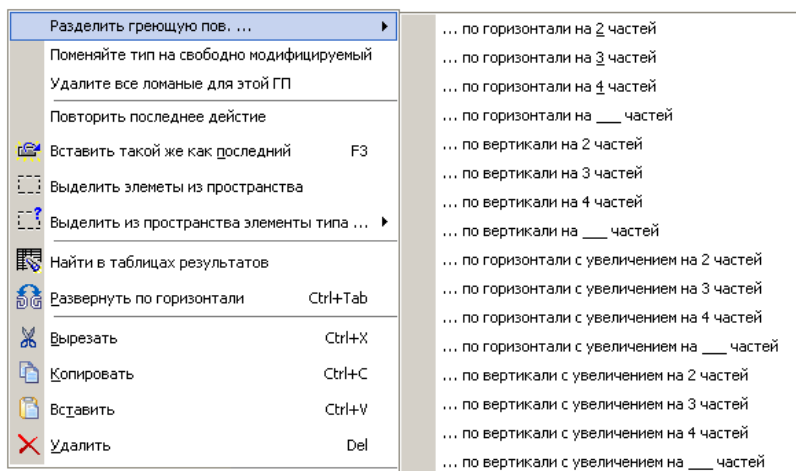 Разделить греющую пов. ...
Поменяйте тип на свободно модифицируемый
Удалите все ломаные для этой ГП
Повторить последнее дейстие
Вставить такой же как последний F3
Выделить элеметы из пространства
Выделить из пространства элементы типа ...
Найти в таблицах результатов
Развернуть по горизонтали Ctrl+Tab
Вырезать Ctrl+X
Копировать Ctrl+C
Вставить Ctrl+V
Удалить Del
... по горизонтали на 2 частей
... по горизонтали на 3 частей
... по горизонтали на 4 частей
... по горизонтали на ___ частей
... по вертикали на 2 частей
... по вертикали на 3 частей
... по вертикали на 4 частей
... по вертикали на ___ частей
... по горизонтали с увеличением на 2 частей
... по горизонтали с увеличением на 3 частей
... по горизонтали с увеличением на 4 частей
... по горизонтали с увеличением на ___ частей
... по вертикали с увеличением на 2 частей
... по вертикали с увеличением на 3 частей
... по вертикали с увеличением на 4 частей
... по вертикали с увеличением на ___ частей